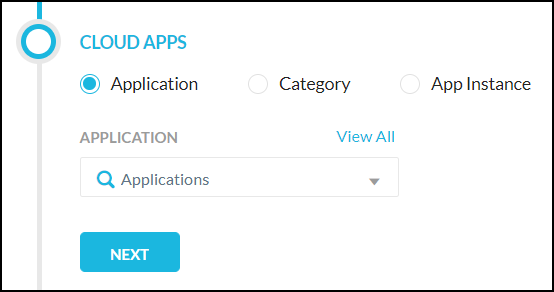 CLOUD APPS
Application Category App Instance
APPLICATION View All
Applications
NEXT